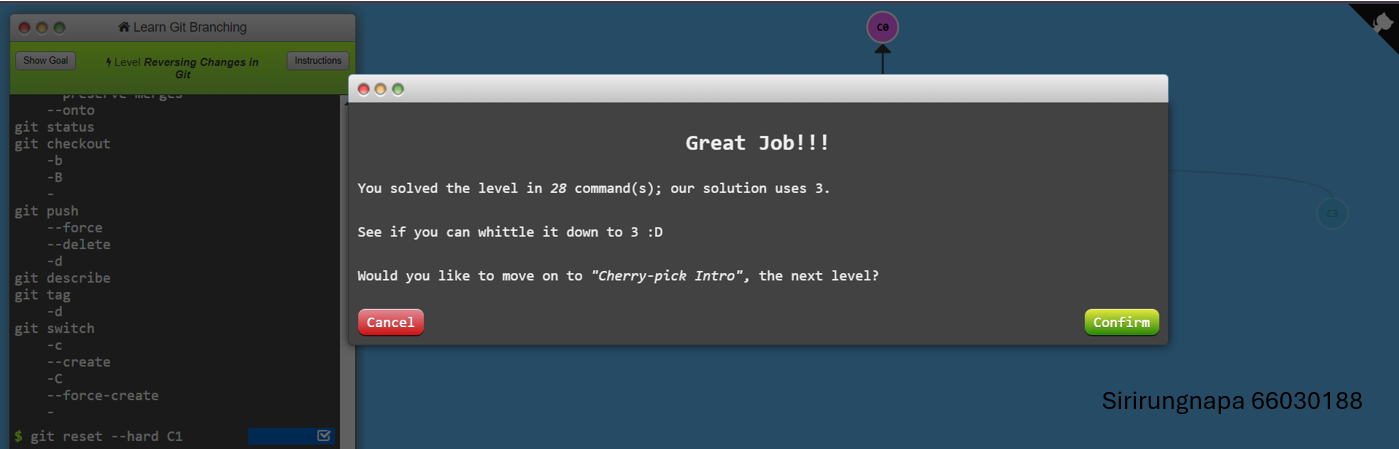 Learn Git Branching
Show Goal
Level Reversing Changes in Git
Instructions
--preserve-merges
--onto
git status
git checkout
-b
-B
-
git push
--force
--delete
-d
git describe
git tag
-d
git switch
-c
--create
-C
--force-create
-
$ git reset --hard C1
C0
C3
Great Job!!!
You solved the level in 28 command(s); our solution uses 3.
See if you can whittle it down to 3 :D
Would you like to move on to "Cherry-pick Intro", the next level?
Cancel
Confirm
Sirirungnapa 66030188